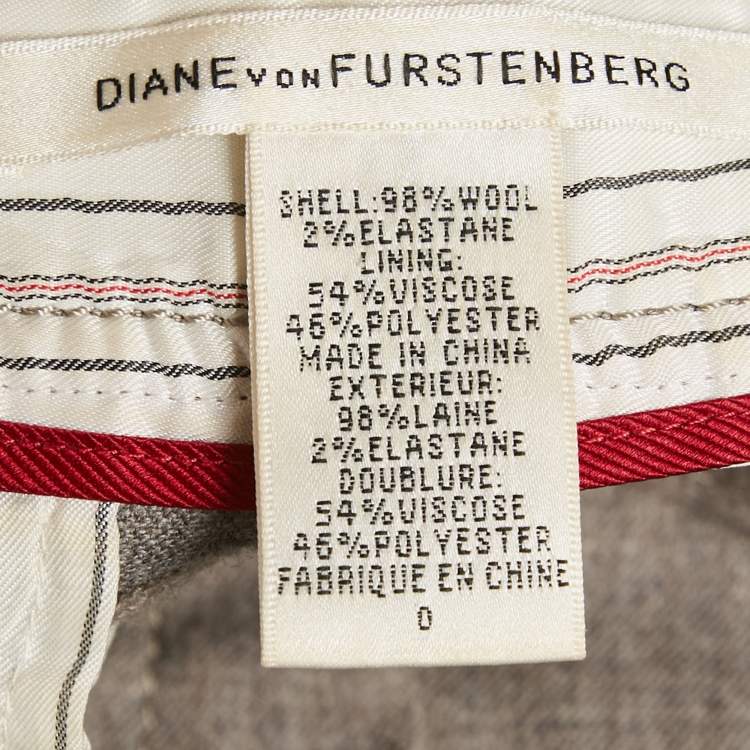 DIANE VON FURSTENBERG
SHELL:98%WOOL
2%ELASTANE
LINING:
54%VISCOSE
46%POLYESTER
MADE IN CHINA
EXTERIEUR:
98%LAINE
2%ELASTANE
DOUBLURE:
54%VISCOSE
46%POLYESTER
FABRIQUE EN CHINE
0